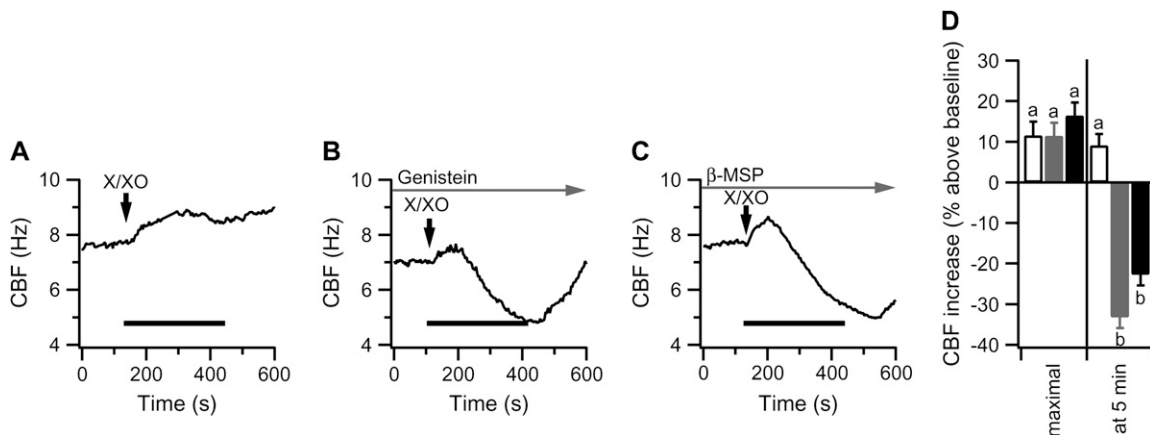 A
X/XO
CBF (Hz)
10
8
6
4
0
200
400
600
Time (s)
B
Genistein
X/XO
CBF (Hz)
10
8
6
4
0
200
400
600
Time (s)
C
β-MSP
X/XO
CBF (Hz)
10
8
6
4
0
200
400
600
Time (s)
D
CBF increase (% above baseline)
30
20
10
0
-10
-20
-30
-40
a
a
a
a
b
b
maximal
at 5 min